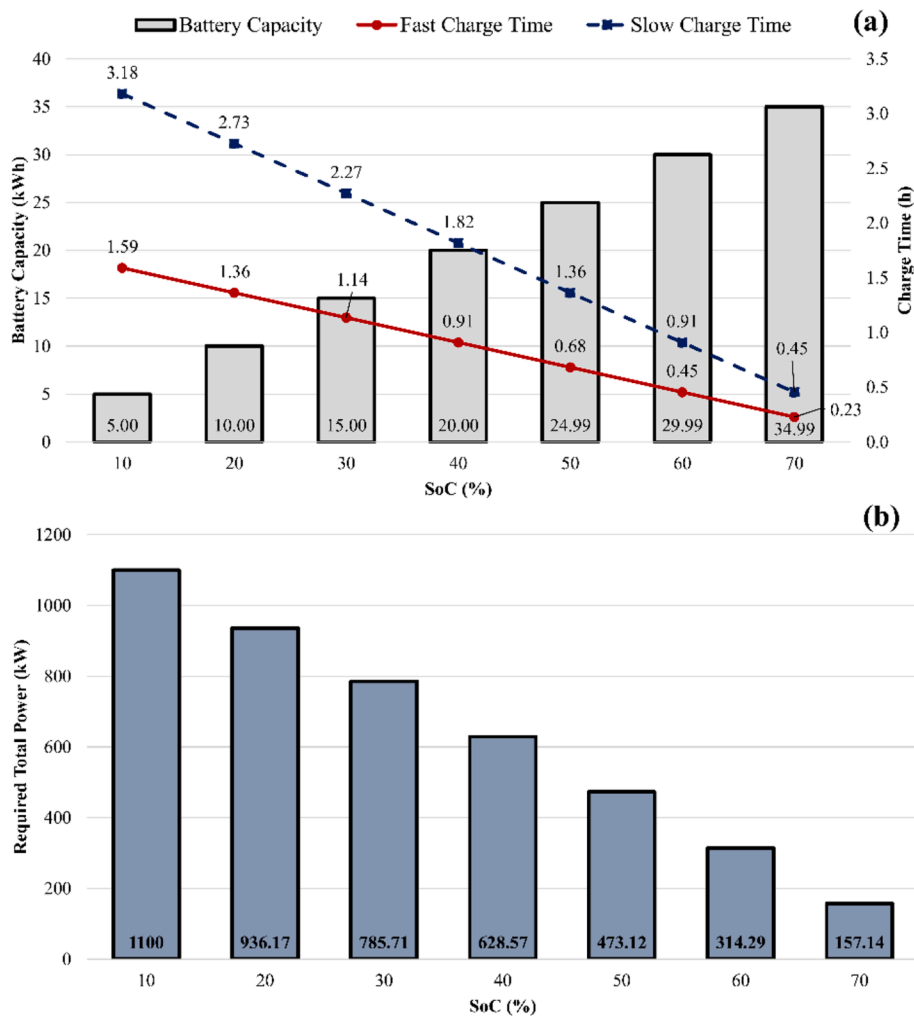 (a)
Battery Capacity Fast Charge Time Slow Charge Time
40 3.5
35 3.0
30 2.5
25 2.0
20 1.5
15 1.0
10 0.5
5 0.0
0
Battery Capacity (kWh)
Charge Time (h)
3.18 2.73 2.27 1.82 1.36 0.91 0.45
1.59 1.36 1.14 0.91 0.68 0.45 0.23
5.00 10.00 15.00 20.00 24.99 29.99 34.99
10 20 30 40 50 60 70
SoC (%)
(b)
1200
1000
800
600
400
200
0
Required Total Power (kW)
1100 936.17 785.71 628.57 473.12 314.29 157.14
10 20 30 40 50 60 70
SoC (%)